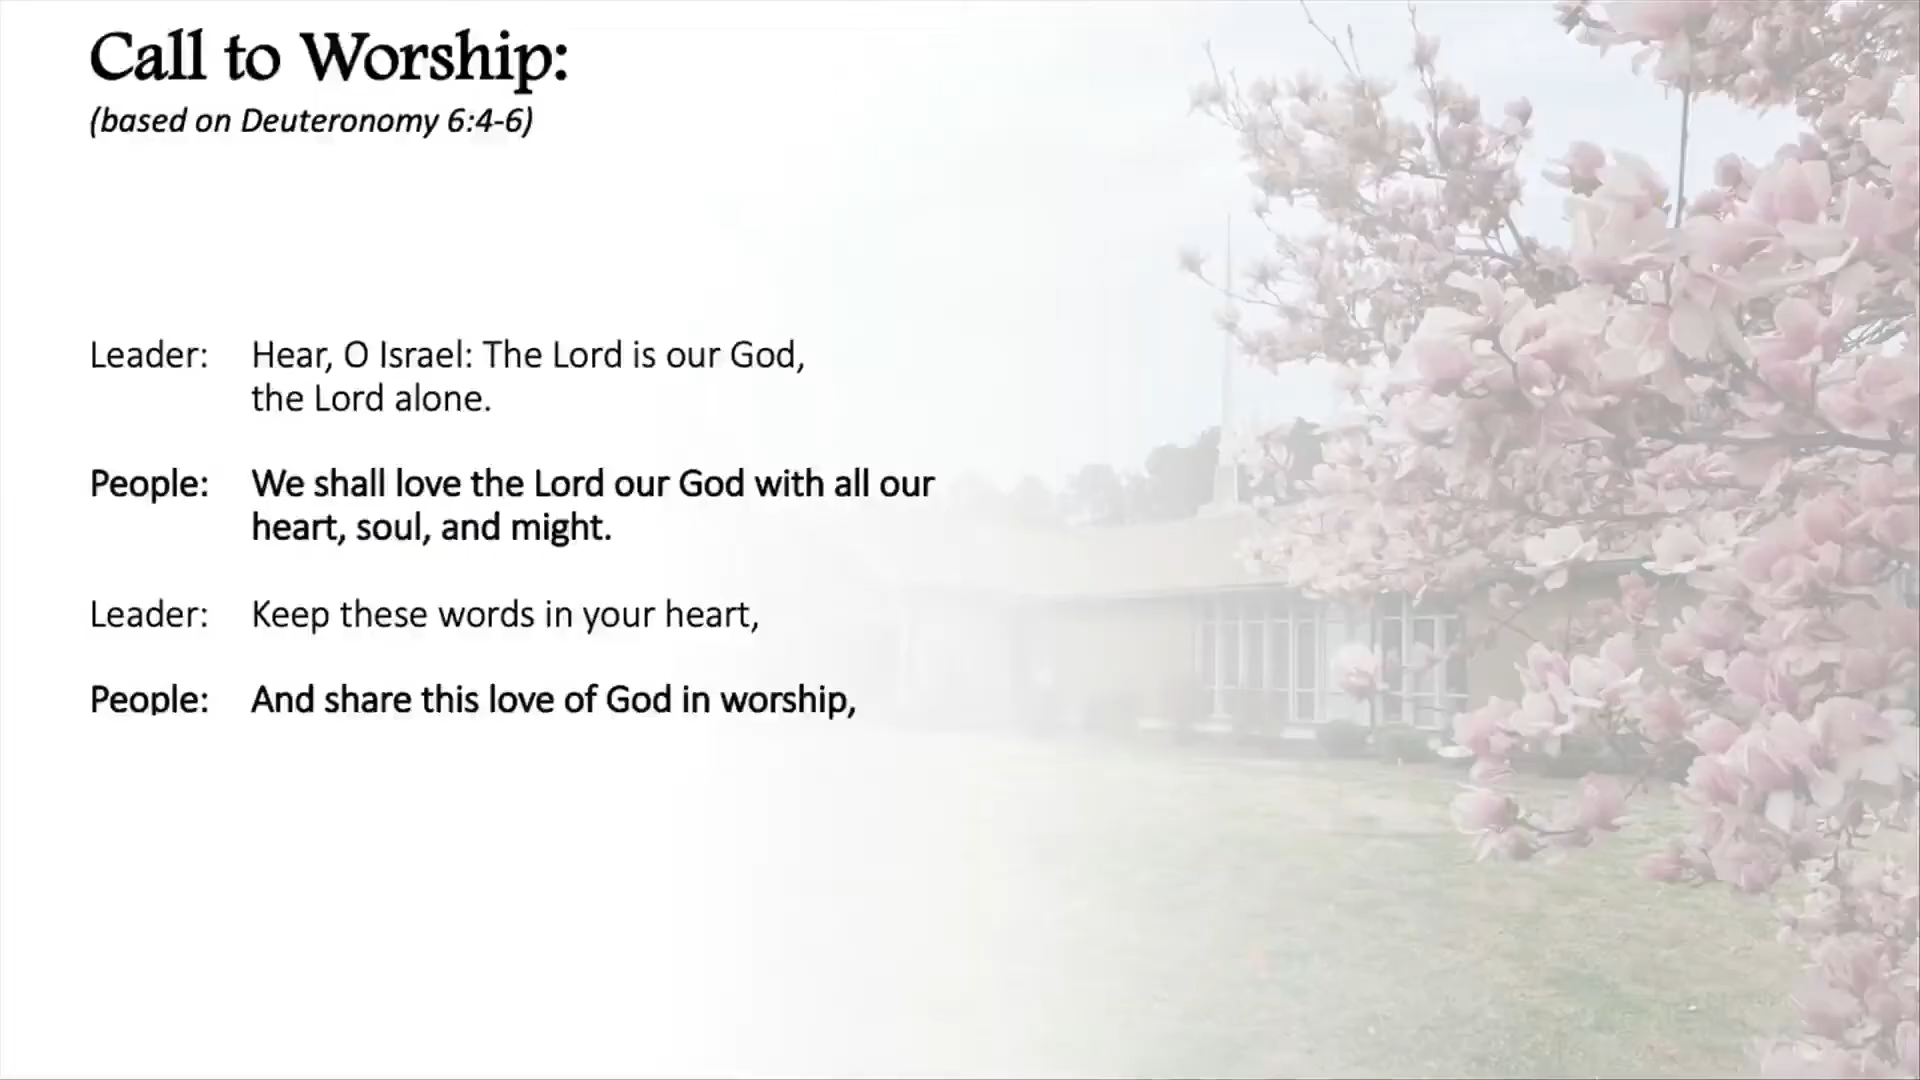 Call to Worship:
(based on Deuteronomy 6:4-6)
Leader: Hear, O Israel: The Lord is our God,
the Lord alone.
People: We shall love the Lord our God with all our
heart, soul, and might.
Leader: Keep these words in your heart,
People: And share this love of God in worship,